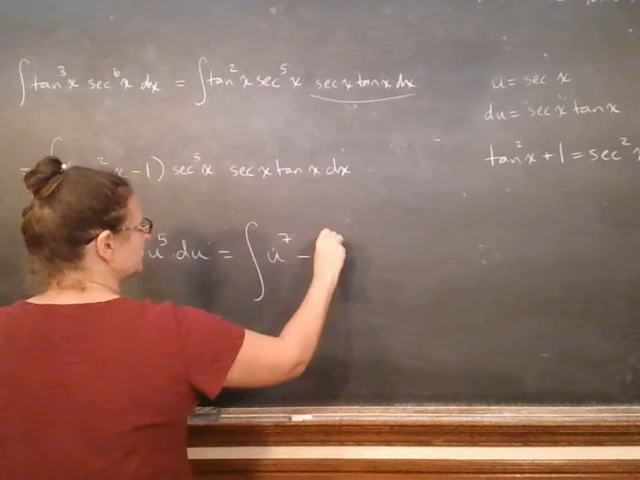 ∫tan³x sec⁶x dx = ∫tan²x sec⁵x sec x tan x dx
u = sec x
du = sec x tan x
tan²x + 1 = sec²x
= ∫ ²x - 1) sec⁵x sec x tan x dx
u⁵ du = ∫ u⁷ -